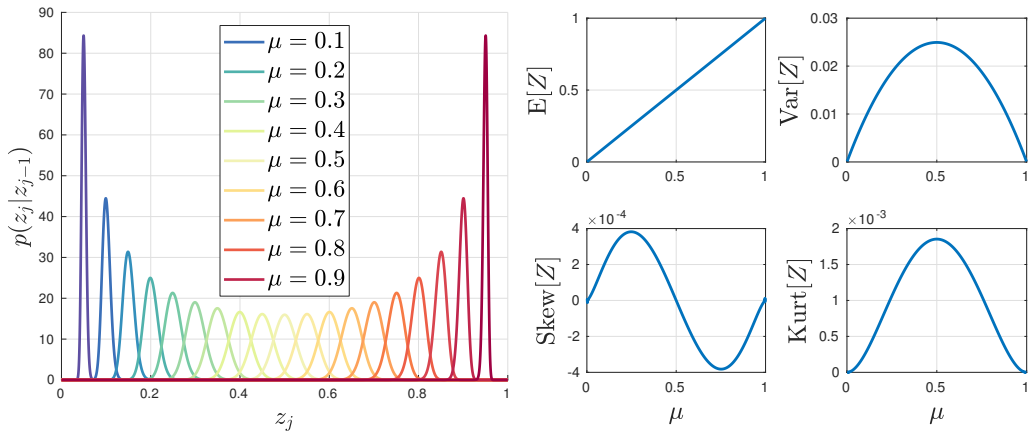 90
80
70
60
50
40
30
20
10
0
0 0.2 0.4 0.6 0.8 1
p(z_j|z_{j−1})
z_j
μ = 0.1
μ = 0.2
μ = 0.3
μ = 0.4
μ = 0.5
μ = 0.6
μ = 0.7
μ = 0.8
μ = 0.9
1
0.5
0
0 0.5 1
E[Z]
0.03
0.02
0.01
0
0 0.5 1
Var[Z]
×10⁻⁴
4
2
0
-2
-4
0 0.5 1
Skew[Z]
μ
×10⁻³
2
1.5
1
0.5
0
0 0.5 1
Kurt[Z]
μ